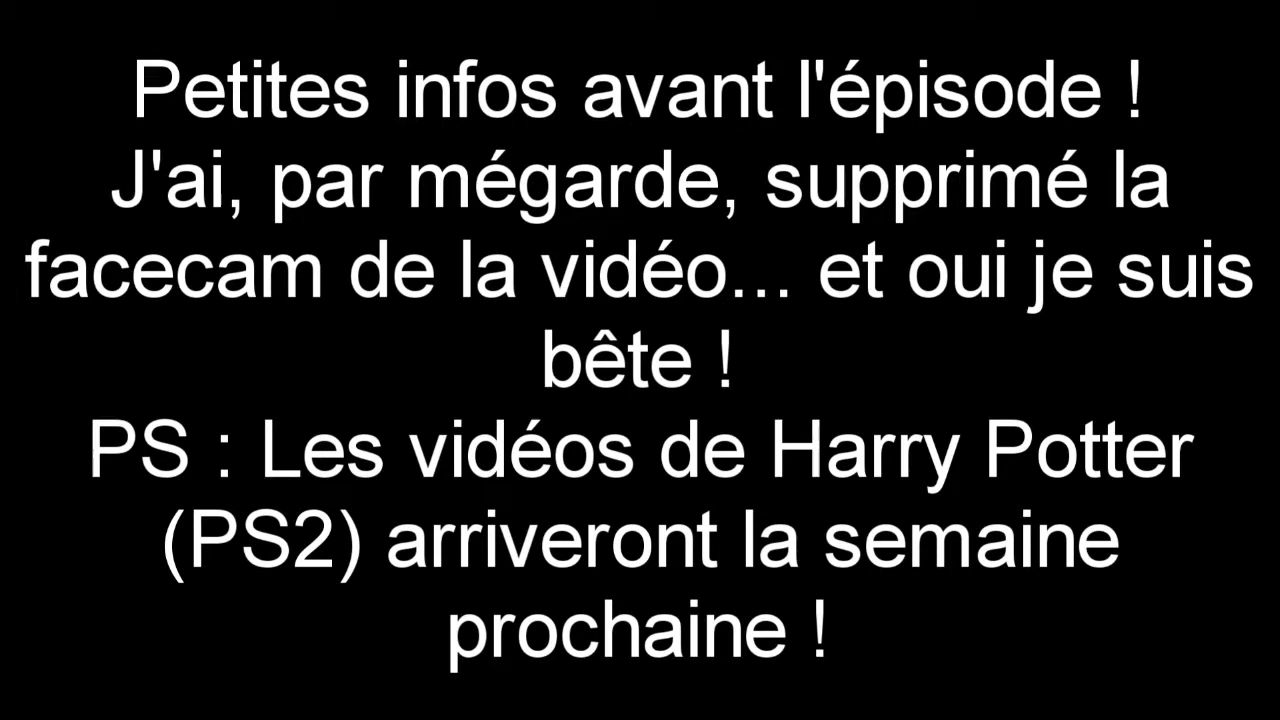 Petites infos avant l'épisode !
J'ai, par mégarde, supprimé la
facecam de la vidéo... et oui je suis
bête !
PS : Les vidéos de Harry Potter
(PS2) arriveront la semaine
prochaine !